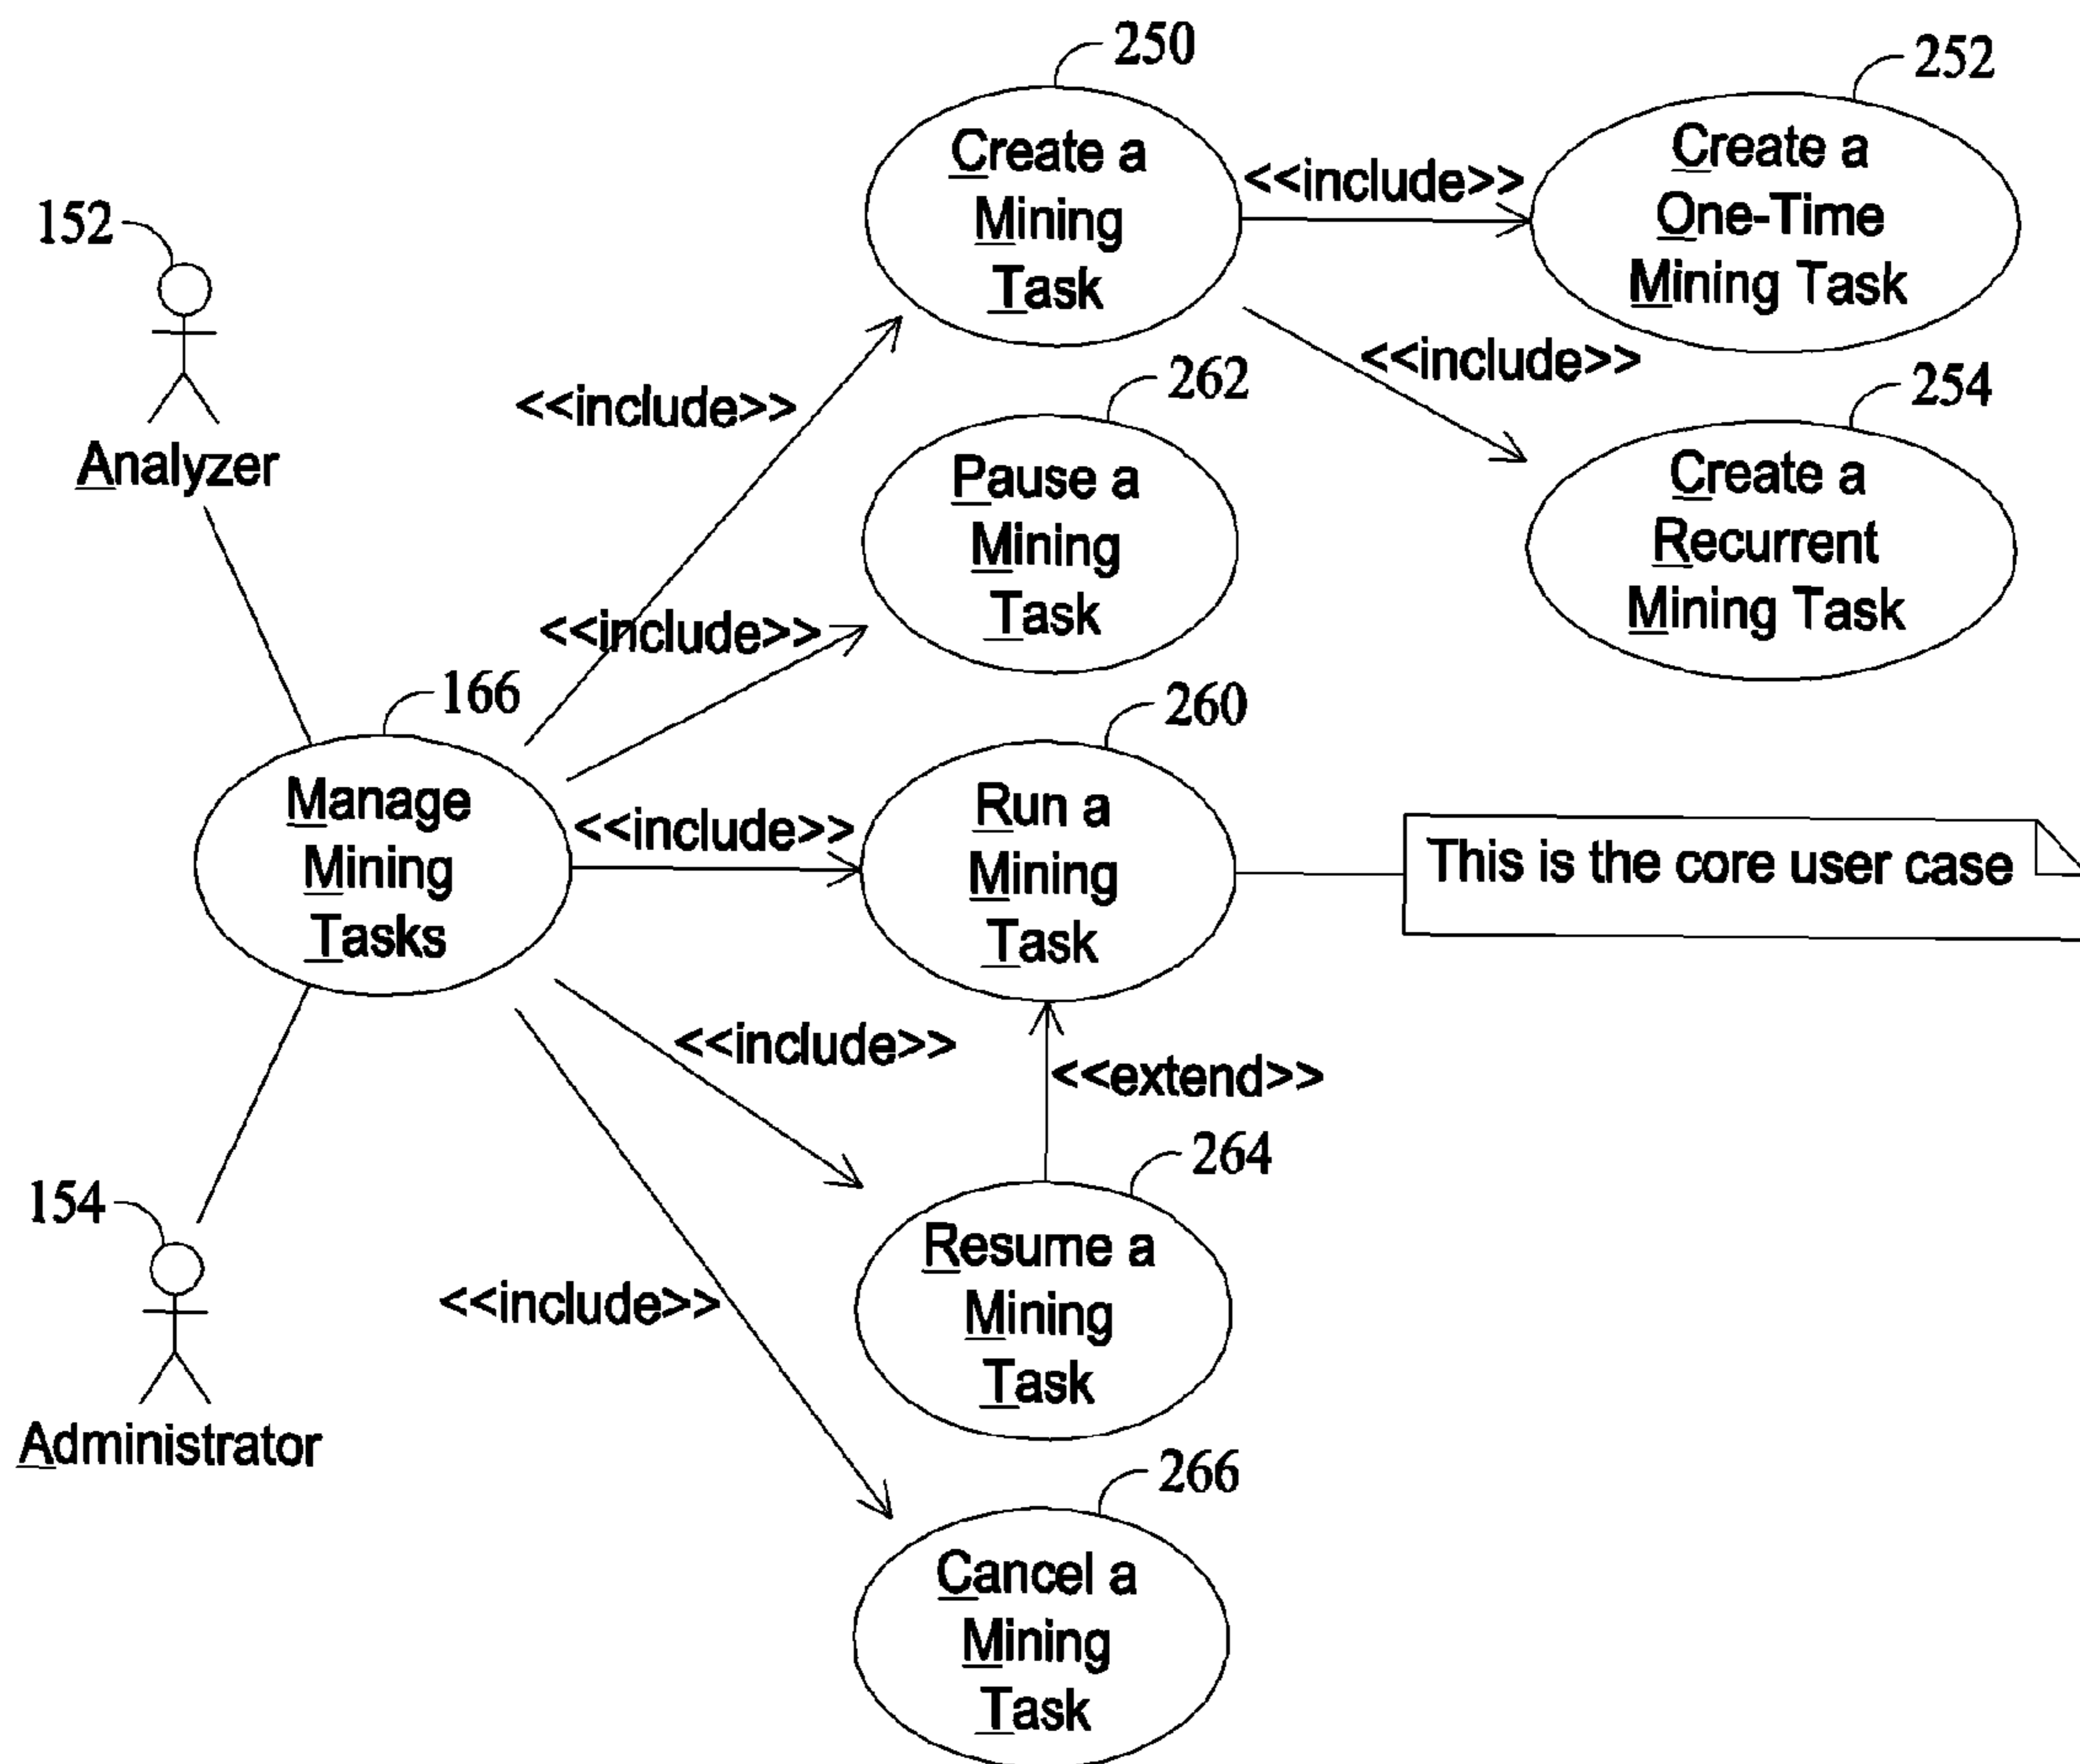 250
252
Create a
Mining
Task
<<include>>
Create a
One-Time
Mining Task
152
Analyzer
<<include>>
<<include>>
262
254
Pause a
Mining
Task
Create a
Recurrent
Mining Task
<<include>>
166
260
Manage
Mining
Tasks
<<include>>
Run a
Mining
Task
This is the core user case
<<include>>
<<extend>>
154
264
Administrator
<<include>>
Resume a
Mining
Task
266
Cancel a
Mining
Task